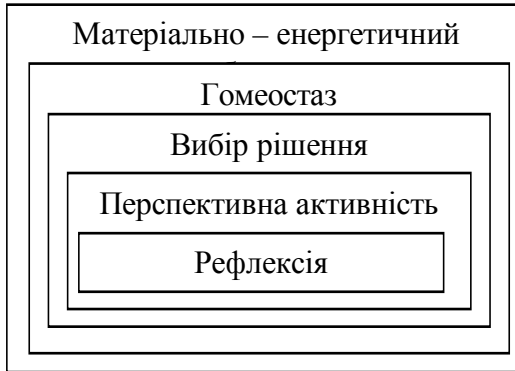 Матеріально – енергетичний
Гомеостаз
Вибір рішення
Перспективна активність
Рефлексія